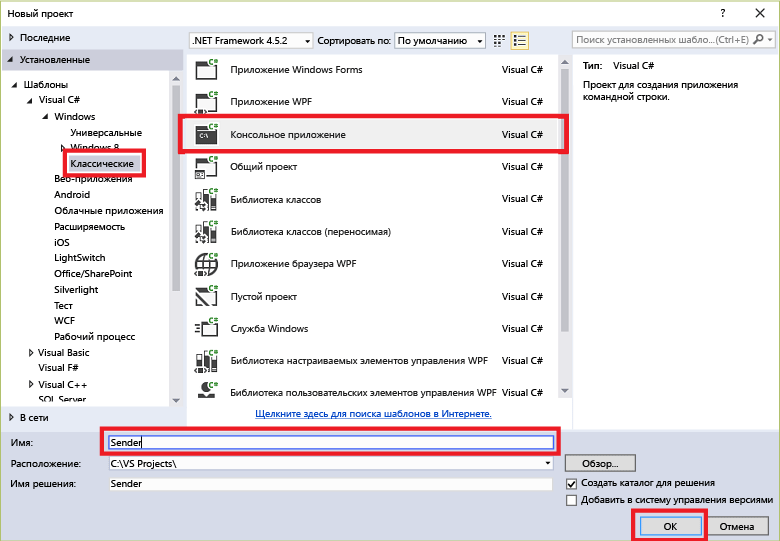 Новый проект
? ✕
Последние
Установленные
.NET Framework 4.5.2
Сортировать по: По умолчанию
Поиск установленных шабло...(Ctrl+E)
Шаблоны
Visual C#
Windows
Универсальные
Windows 8
Классические
Веб-приложения
Android
Облачные приложения
Расширяемость
iOS
LightSwitch
Office/SharePoint
Silverlight
Тест
WCF
Рабочий процесс
Visual Basic
Visual F#
Visual C++
SQL Server
В сети
Приложение Windows Forms Visual C#
Приложение WPF Visual C#
Консольное приложение Visual C#
Общий проект Visual C#
Библиотека классов Visual C#
Библиотека классов (переносимая) Visual C#
Приложение браузера WPF Visual C#
Пустой проект Visual C#
Служба Windows Visual C#
Библиотека настраиваемых элементов управления WPF Visual C#
Библиотека пользовательских элементов управления WPF Visual C#
Щелкните здесь для поиска шаблонов в Интернете.
Тип: Visual C#
Проект для создания приложения
командной строки.
Имя: Sender
Расположение: C:\VS Projects\
Обзор...
Имя решения: Sender
Создать каталог для решения
Добавить в систему управления версиями
OK Отмена